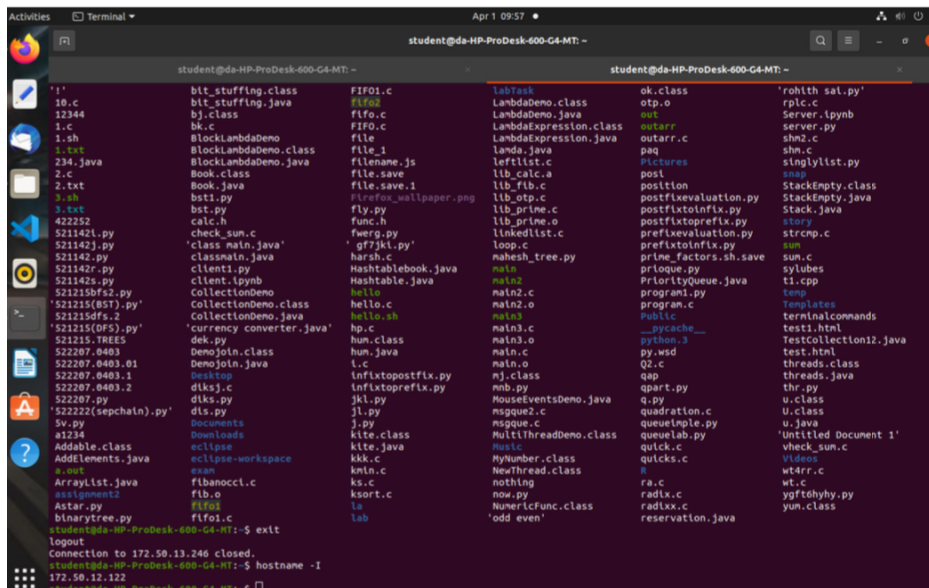 Activities Terminal Apr 1 09:57
student@da-HP-ProDesk-600-G4-MT: ~
student@da-HP-ProDesk-600-G4-MT: ~ student@da-HP-ProDesk-600-G4-MT: ~
'!' bit_stuffing.class FIFO1.c labTask ok.class 'rohith sai.py'
10.c bit_stuffing.java fifo2 LambdaDemo.class otp.o rplc.c
12344 bj.class fifo.c LambdaDemo.java out Server.ipynb
1.c bk.c FIFO.c LambdaExpression.class outarr server.py
1.sh BlockLambdaDemo file LambdaExpression.java outarr.c shm2.c
1.txt BlockLambdaDemo.class file_1 lamda.java paq shm.c
234.java BlockLambdaDemo.java filename.js leftlist.c Pictures singlylist.py
2.c Book.class file.save lib_calc.a posi snap
2.txt Book.java file.save.1 lib_fib.c position StackEmpty.class
3.sh bst1.py Firefox_wallpaper.png lib_otp.c postfixevaluation.py StackEmpty.java
3.txt bst.py fly.py lib_prime.c postfixtoinfix.py Stack.java
422252 calc.h func.h lib_prime.o postfixtoprefix.py story
521142i.py check_sum.c fwerg.py linkedlist.c prefixevaluation.py strcmp.c
521142j.py 'class main.java' ' gf7jki.py' loop.c prefixtoinfix.py sum
521142.py classmain.java harsh.c mahesh_tree.py prime_factors.sh.save sum.c
521142r.py client1.py Hashtablebook.java main prioque.py sylubes
521142s.py client.ipynb Hashtable.java main2 PriorityQueue.java t1.cpp
521215bfs2.py CollectionDemo hello main2.c program1.py temp
'521215(BST).py' CollectionDemo.class hello.c main2.o program.c Templates
521215dfs.2 CollectionDemo.java hello.sh main3 Public terminalcommands
'521215(DFS).py' 'currency converter.java' hp.c main3.c __pycache__ test1.html
521215.TREES dek.py hum.class main3.o python.3 TestCollection12.java
522207.0403 Demojoin.class hum.java main.c py.wsd test.html
522207.0403.01 Demojoin.java i.c main.o Q2.c threads.class
522207.0403.1 Desktop infixtopostfix.py mj.class qap threads.java
522207.0403.2 diksj.c infixtoprefix.py mnb.py qpart.py thr.py
522207.py diks.py jkl.py MouseEventsDemo.java q.py u.class
'522222(sepchain).py' dis.py jl.py msgque2.c quadration.c U.class
5v.py Documents j.py msgque.c queueimple.py u.java
a1234 Downloads kite.class MultiThreadDemo.class queuelab.py 'Untitled Document 1'
Addable.class eclipse kite.java Music quick.c vheck_sum.c
AddElements.java eclipse-workspace kkk.c MyNumber.class quicks.c Videos
a.out exam kmin.c NewThread.class R wt4rr.c
ArrayList.java fibanocci.c ks.c nothing ra.c wt.c
assignment2 fib.o ksort.c now.py radix.c ygft6hyhy.py
Astar.py fifo1 la NumericFunc.class radixx.c yum.class
binarytree.py fifo1.c lab 'odd even' reservation.java
student@da-HP-ProDesk-600-G4-MT:~$ exit
logout
Connection to 172.50.13.246 closed.
student@da-HP-ProDesk-600-G4-MT:~$ hostname -I
172.50.12.122
student@da-HP-ProDesk-600-G4-MT:~$